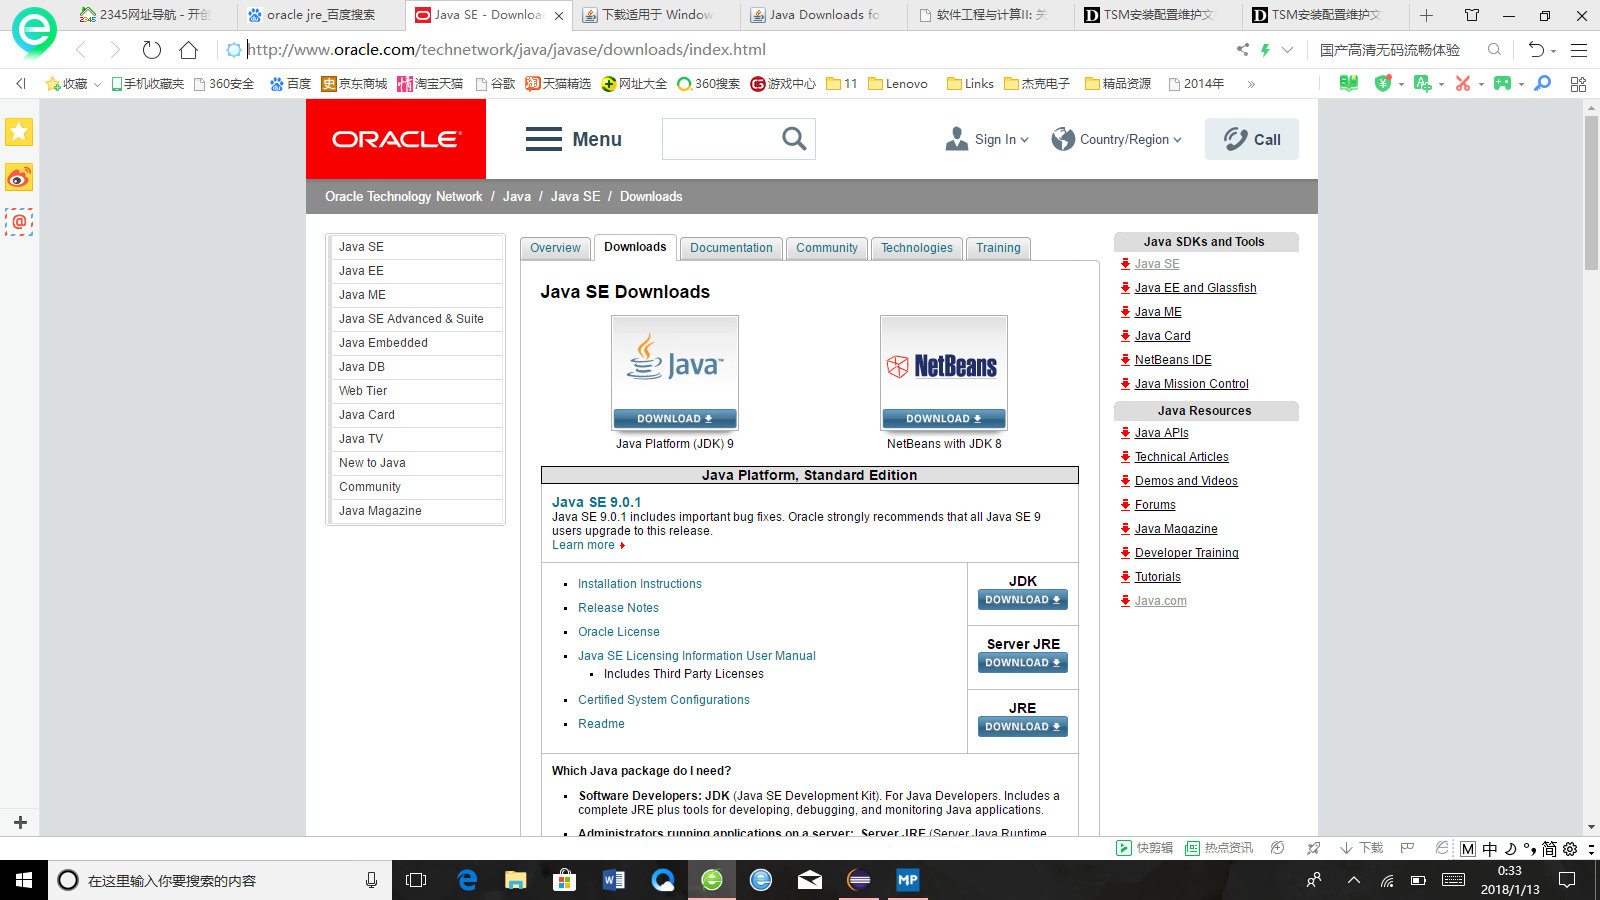 2345网址导航 - 开创
oracle jre_百度搜索
Java SE - Downloac
下载适用于 Window
Java Downloads fo
软件工程与计算II: 关
TSM安装配置维护文
TSM安装配置维护文
http://www.oracle.com/technetwork/java/javase/downloads/index.html
国产高清无码流畅体验
收藏
手机收藏夹
360安全
百度
京东商城
淘宝天猫
谷歌
天猫精选
网址大全
360搜索
游戏中心
11
Lenovo
Links
杰克电子
精品资源
2014年
»
ORACLE
Menu
Sign In
Country/Region
Call
Oracle Technology Network / Java / Java SE / Downloads
Java SE
Java EE
Java ME
Java SE Advanced & Suite
Java Embedded
Java DB
Web Tier
Java Card
Java TV
New to Java
Community
Java Magazine
Overview
Downloads
Documentation
Community
Technologies
Training
Java SE Downloads
Java™
DOWNLOAD
Java Platform (JDK) 9
NetBeans
DOWNLOAD
NetBeans with JDK 8
Java Platform, Standard Edition
Java SE 9.0.1
Java SE 9.0.1 includes important bug fixes. Oracle strongly recommends that all Java SE 9
users upgrade to this release.
Learn more
Installation Instructions
Release Notes
Oracle License
Java SE Licensing Information User Manual
Includes Third Party Licenses
Certified System Configurations
Readme
JDK
DOWNLOAD
Server JRE
DOWNLOAD
JRE
DOWNLOAD
Which Java package do I need?
Software Developers: JDK (Java SE Development Kit). For Java Developers. Includes a
complete JRE plus tools for developing, debugging, and monitoring Java applications.
Administrators running applications on a server: Server JRE (Server Java Runtime
Java SDKs and Tools
Java SE
Java EE and Glassfish
Java ME
Java Card
NetBeans IDE
Java Mission Control
Java Resources
Java APIs
Technical Articles
Demos and Videos
Forums
Java Magazine
Developer Training
Tutorials
Java.com
快剪辑
热点资讯
下载
M 中 简
在这里输入你要搜索的内容
MP
0:33
2018/1/13